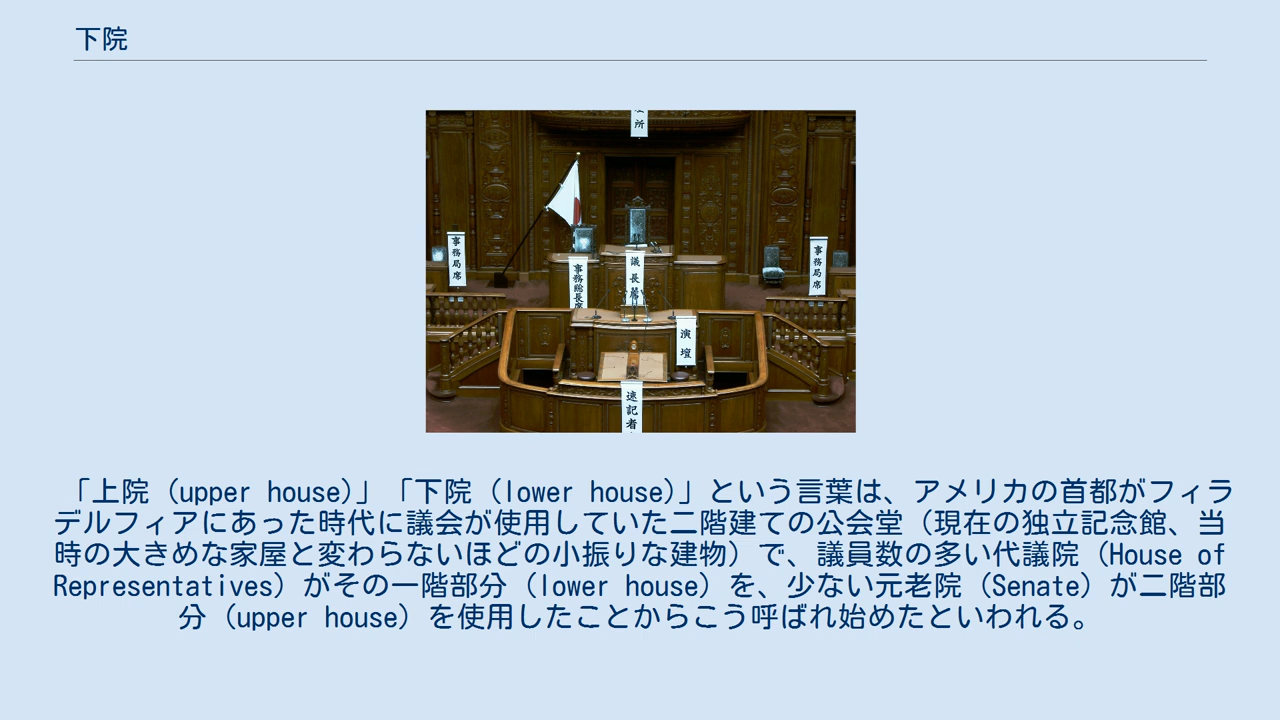 下院
所
事務局席
事務総長席
議長席
事務局席
演壇
速記者
「上院（upper house）」「下院（lower house）」という言葉は、アメリカの首都がフィラ
デルフィアにあった時代に議会が使用していた二階建ての公会堂（現在の独立記念館、当
時の大きめな家屋と変わらないほどの小振りな建物）で、議員数の多い代議院（House of
Representatives）がその一階部分（lower house）を、少ない元老院（Senate）が二階部
分（upper house）を使用したことからこう呼ばれ始めたといわれる。